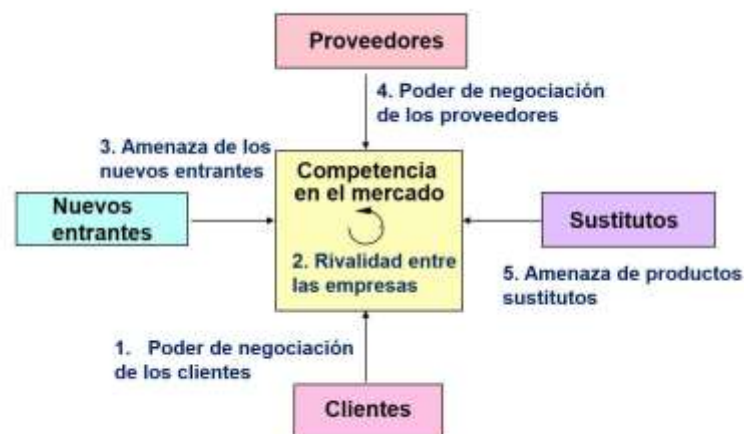 Proveedores
4. Poder de negociación
de los proveedores
3. Amenaza de los
nuevos entrantes
Competencia
en el mercado
Nuevos
entrantes
2. Rivalidad entre
las empresas
Sustitutos
5. Amenaza de productos
sustitutos
1. Poder de negociación
de los clientes
Clientes